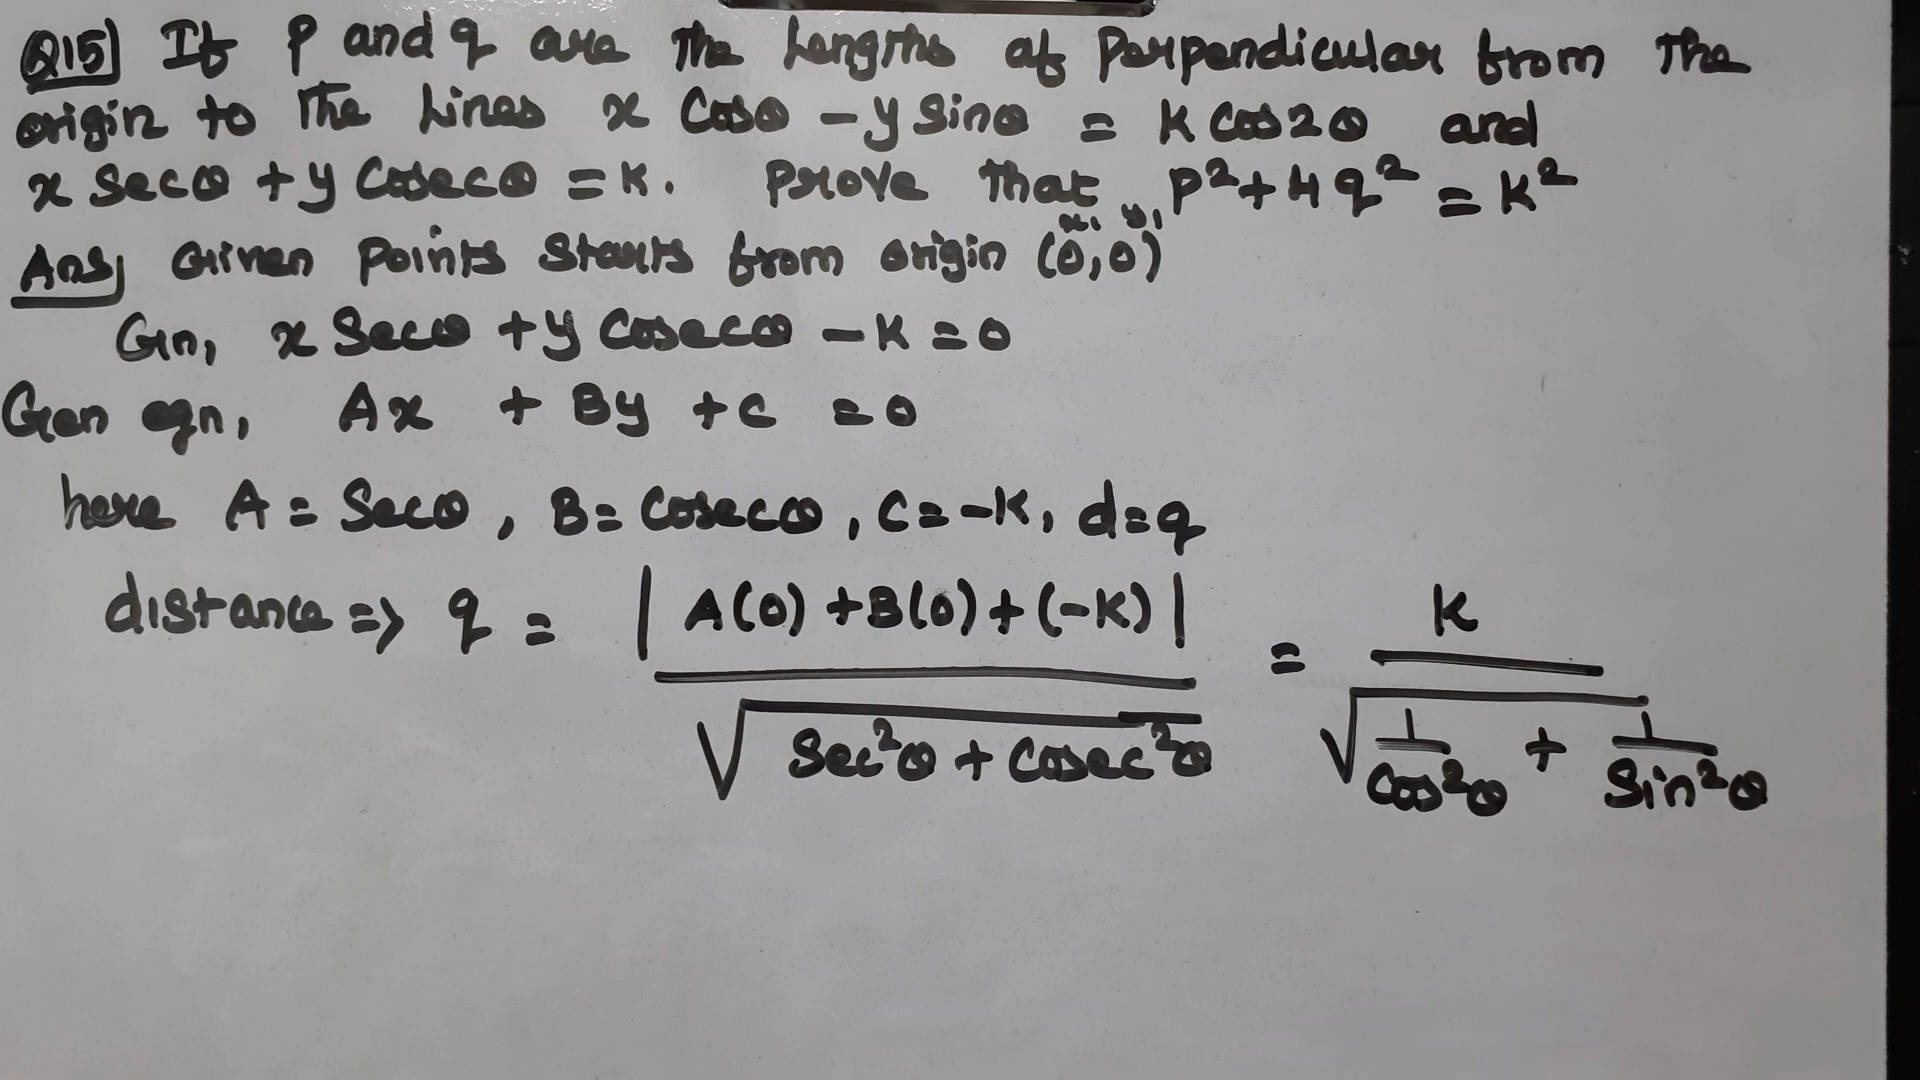 Q15) If p and q are the lengths of perpendicular from the
origin to the lines x cosθ - y sinθ = k cos2θ and
x secθ + y cosecθ = k. Prove that p² + 4q² = k²
Ans, Given points starts from origin (0,0)
x₁ y₁
Gn, x secθ + y cosecθ - k = 0
Gen eqn, Ax + By + c = 0
here A = secθ, B = cosecθ, c = -k, d = q
distance => q = |A(0) + B(0) + (-k)| / √(sec²θ + cosec²θ) = k / √(1/cos²θ + 1/sin²θ)